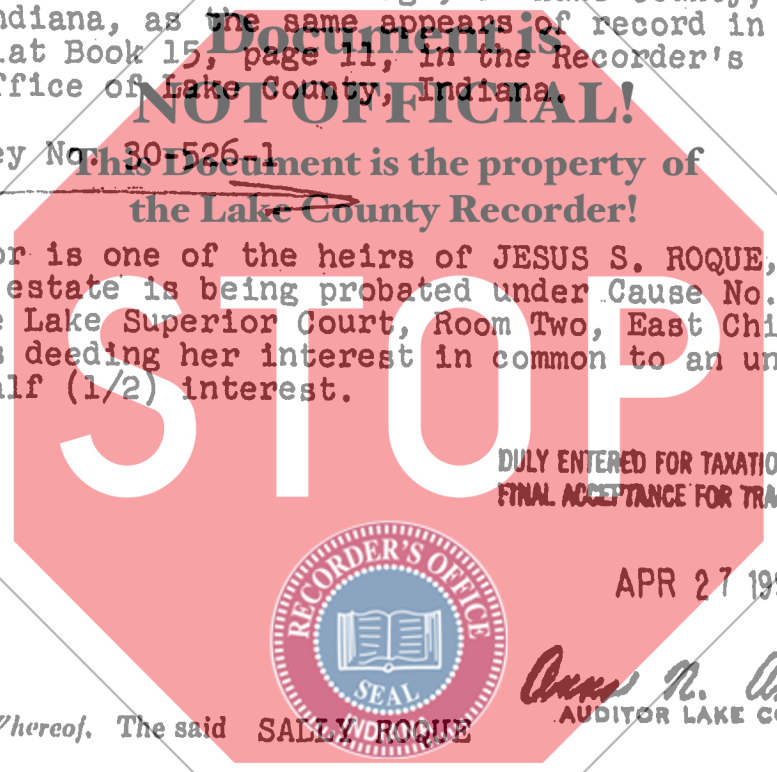 ndiana, as the same appears of record in
Document is
lat Book 15, page 11, in the Recorder's
ffice of Lake County, Indiana.
NOT OFFICIAL!
ey No. 30-526-1
This Document is the property of
the Lake County Recorder!
or is one of the heirs of JESUS S. ROQUE,
estate is being probated under Cause No.
e Lake Superior Court, Room Two, East Chi
s deeding her interest in common to an un
alf (1/2) interest.
STOP
DULY ENTERED FOR TAXATIO
FINAL ACCEPTANCE FOR TRA
RECORDER'S OFFICE
APR 27 199
SEAL
INDIANA
Anna N.
AUDITOR LAKE CO
Whereof, The said SALLY ROQUE